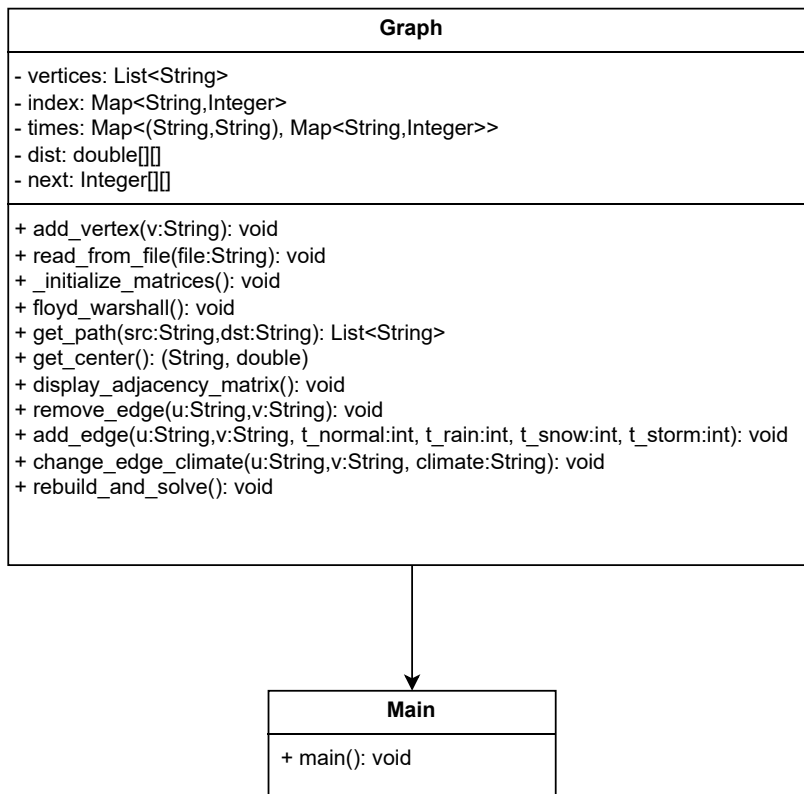 Graph
- vertices: List<String>
- index: Map<String,Integer>
- times: Map<(String,String), Map<String,Integer>>
- dist: double[][]
- next: Integer[][]
+ add_vertex(v:String): void
+ read_from_file(file:String): void
+ _initialize_matrices(): void
+ floyd_warshall(): void
+ get_path(src:String,dst:String): List<String>
+ get_center(): (String, double)
+ display_adjacency_matrix(): void
+ remove_edge(u:String,v:String): void
+ add_edge(u:String,v:String, t_normal:int, t_rain:int, t_snow:int, t_storm:int): void
+ change_edge_climate(u:String,v:String, climate:String): void
+ rebuild_and_solve(): void
Main
+ main(): void